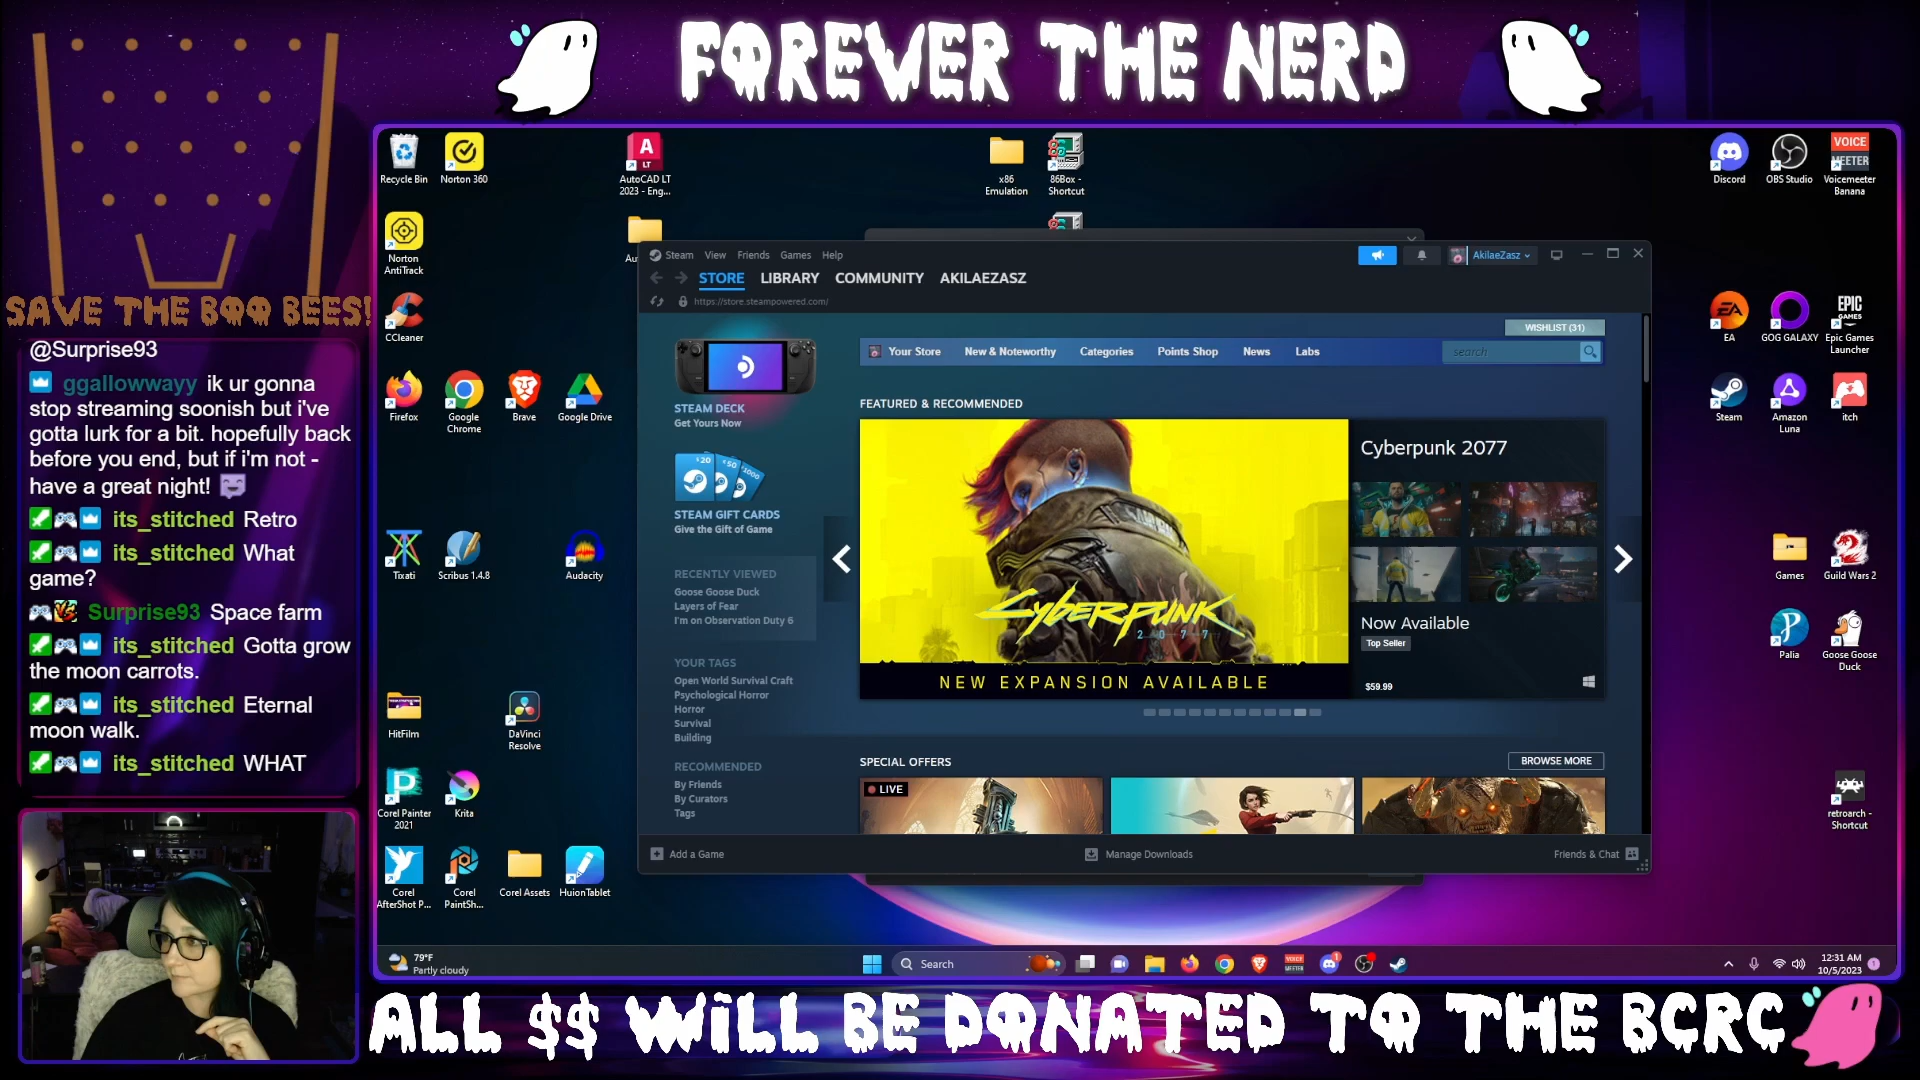 FOREVER THE NERD
SAVE THE BOO BEES!
@Surprise93
ggallowwayy ik ur gonna
stop streaming soonish but i've
gotta lurk for a bit. hopefully back
before you end, but if i'm not -
have a great night!
its_stitched Retro
its_stitched What
game?
Surprise93 Space farm
its_stitched Gotta grow
the moon carrots.
its_stitched Eternal
moon walk.
its_stitched WHAT
Recycle Bin
Norton 360
AutoCAD LT
2023 - Eng...
x86
Emulation
86Box -
Shortcut
Discord
OBS Studio
VOICE
MEETER
Voicemeeter
Banana
Norton
AntiTrack
CCleaner
Firefox
Google
Chrome
Brave
Google Drive
Tixati
Scribus 1.4.8
Audacity
HitFilm
DaVinci
Resolve
Corel Painter
2021
Krita
Corel
AfterShot P...
Corel
PaintSh...
Corel Assets
HuionTablet
EA
GOG GALAXY
EPIC
GAMES
Epic Games
Launcher
Steam
Amazon
Luna
itch
Games
Guild Wars 2
Palia
Goose Goose
Duck
retroarch -
Shortcut
Steam View Friends Games Help
AkilaeZasz
STORE LIBRARY COMMUNITY AKILAEZASZ
https://store.steampowered.com/
WISHLIST (31)
Your Store New & Noteworthy Categories Points Shop News Labs
search
STEAM DECK
Get Yours Now
STEAM GIFT CARDS
Give the Gift of Game
RECENTLY VIEWED
Goose Goose Duck
Layers of Fear
I'm on Observation Duty 6
YOUR TAGS
Open World Survival Craft
Psychological Horror
Horror
Survival
Building
RECOMMENDED
By Friends
By Curators
Tags
FEATURED & RECOMMENDED
CYBERPUNK
2077
NEW EXPANSION AVAILABLE
Cyberpunk 2077
Now Available
Top Seller
$59.99
SPECIAL OFFERS
BROWSE MORE
LIVE
Add a Game
Manage Downloads
Friends & Chat
79°F
Partly cloudy
Search
12:31 AM
10/5/2023
ALL $$ WILL BE DONATED TO THE BCRC